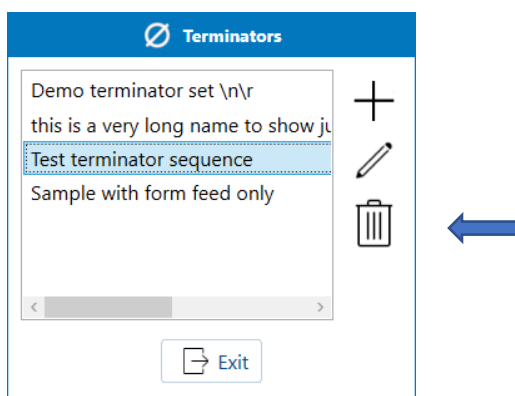 Terminators
Demo terminator set \n\r
this is a very long name to show
Test terminator sequence
Sample with form feed only
Exit